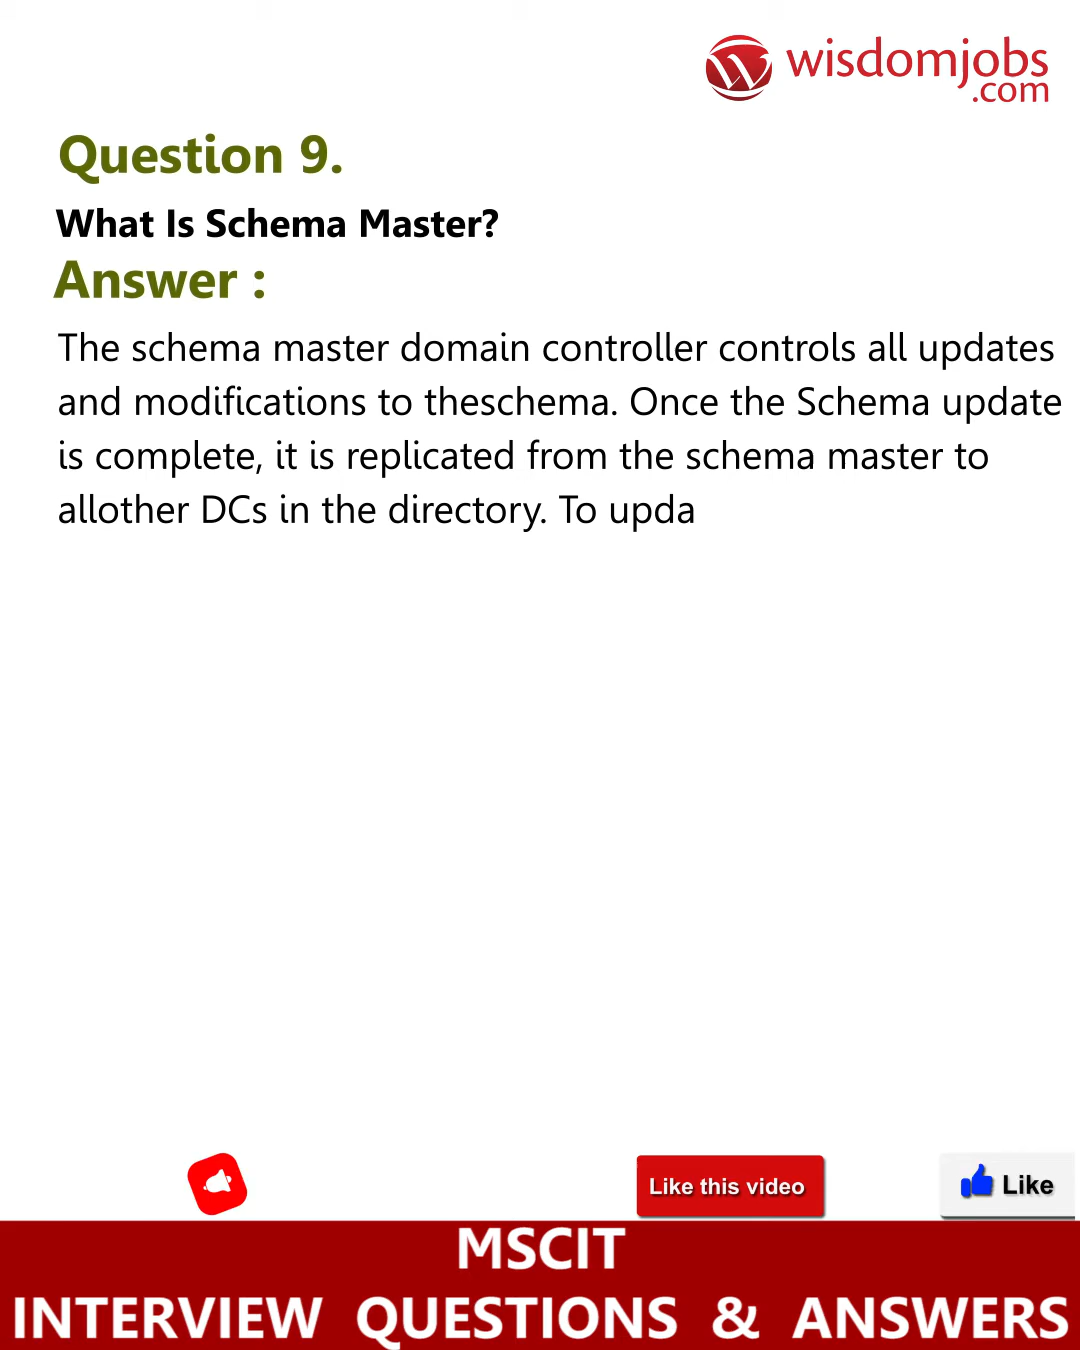 wisdomjobs
.com
Question 9.
What Is Schema Master?
Answer :
The schema master domain controller controls all updates
and modifications to theschema. Once the Schema update
is complete, it is replicated from the schema master to
allother DCs in the directory. To upda
Like this video
Like
MSCIT
INTERVIEW QUESTIONS & ANSWERS